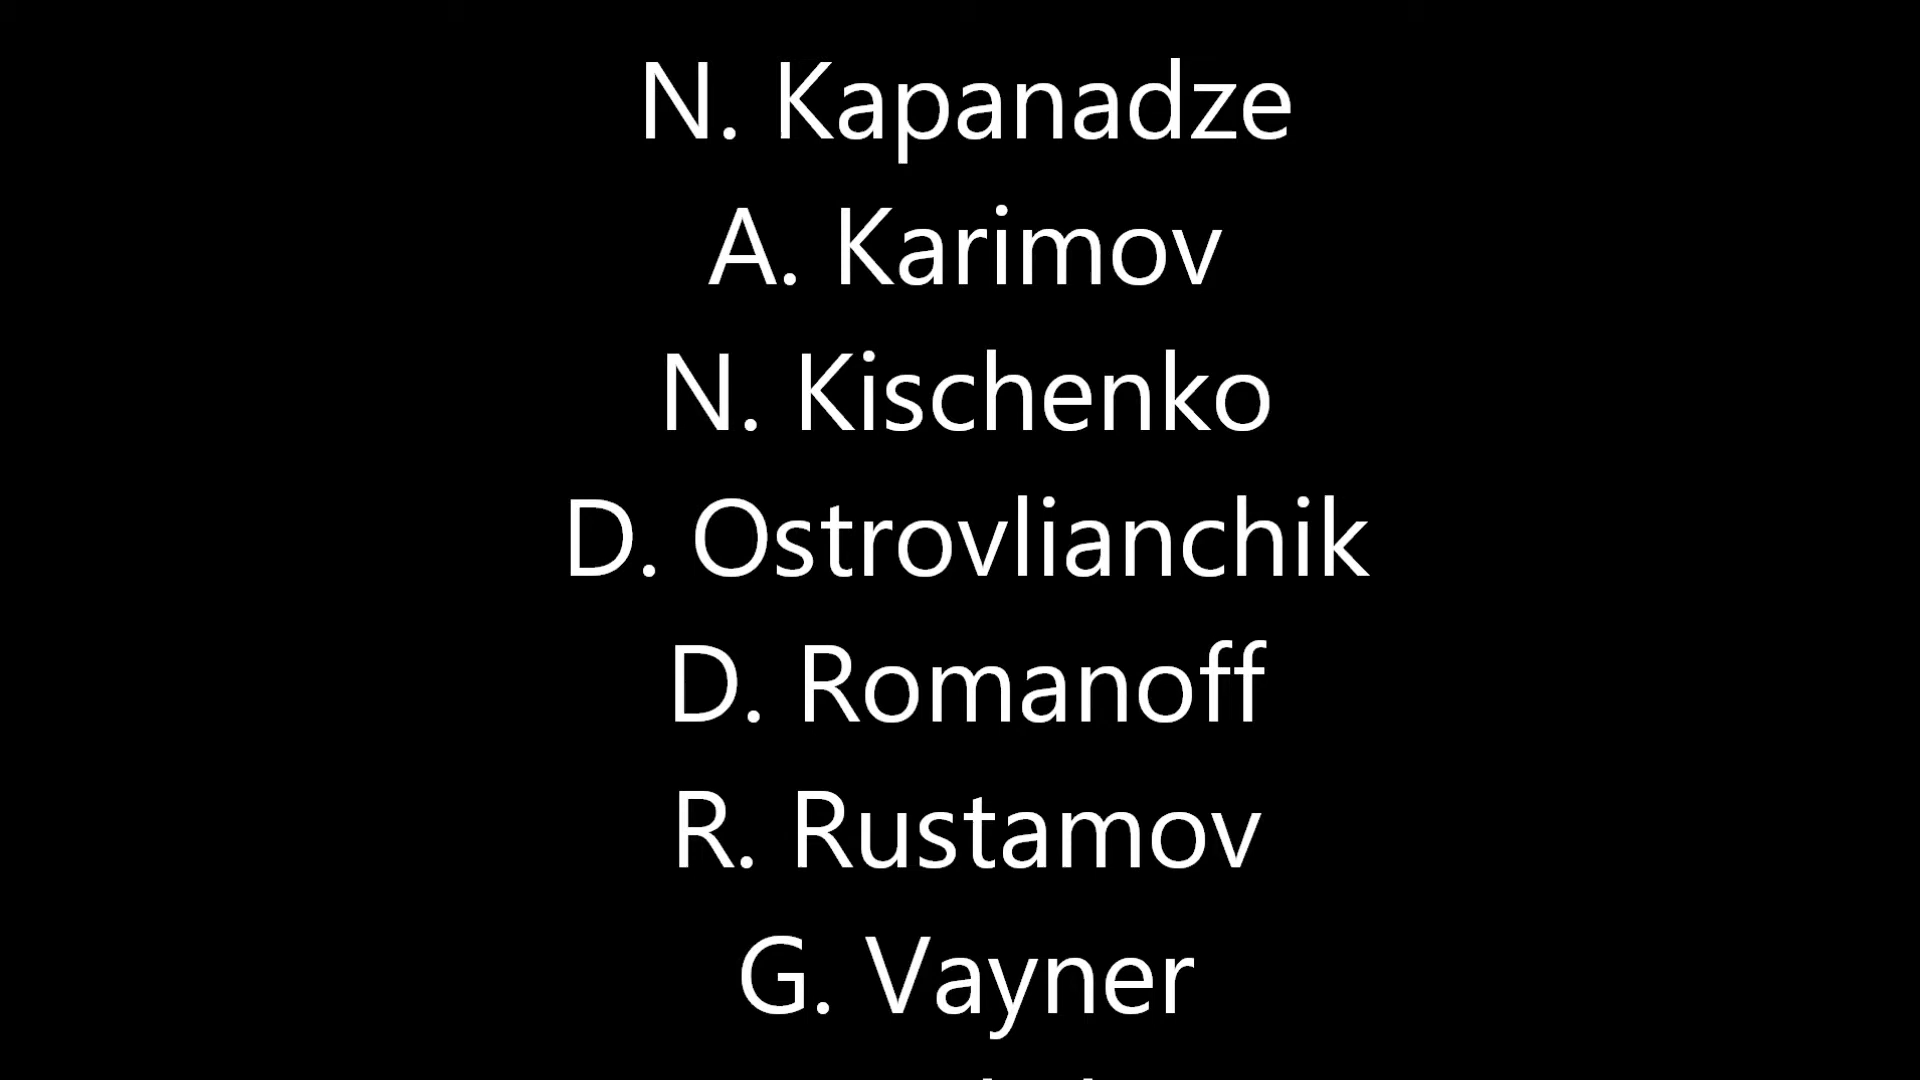 N. Kapanadze
A. Karimov
N. Kischenko
D. Ostrovlianchik
D. Romanoff
R. Rustamov
G. Vayner